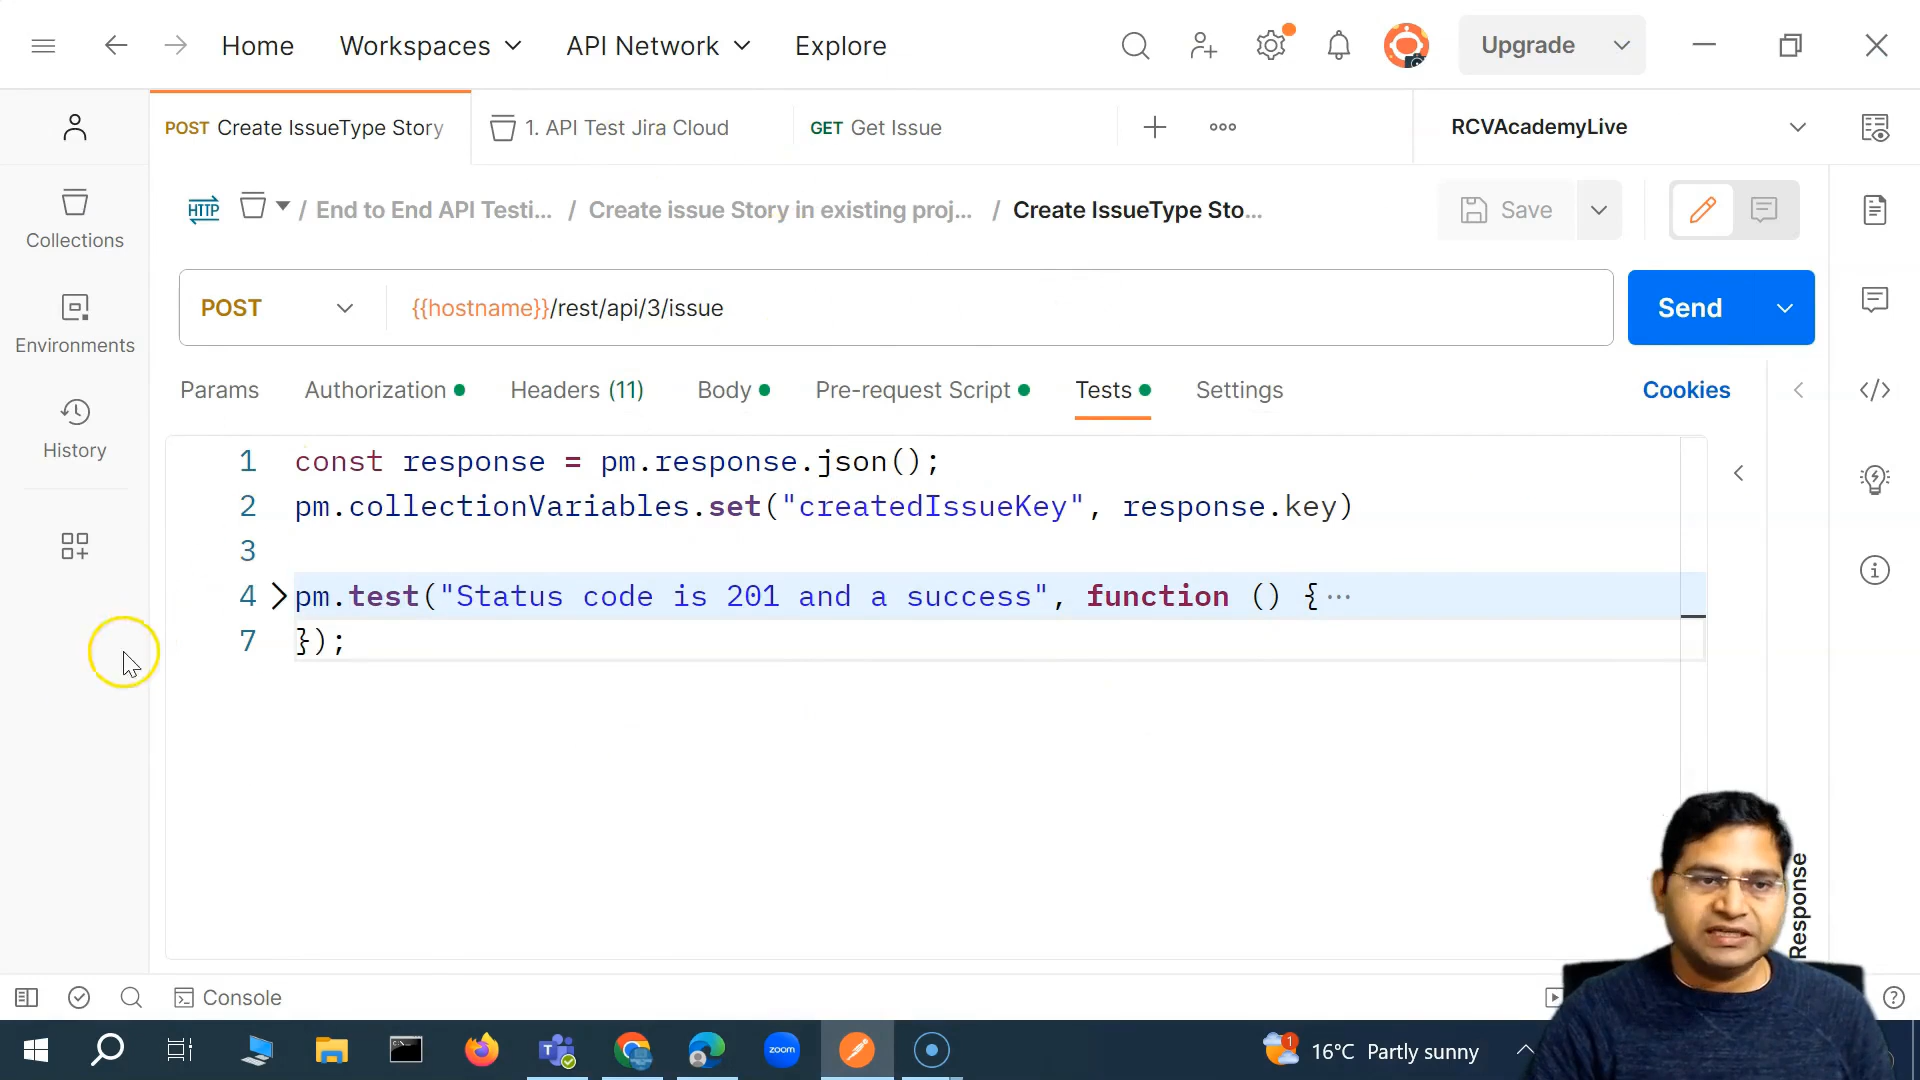 Home Workspaces API Network Explore Upgrade
POST Create IssueType Story 1. API Test Jira Cloud GET Get Issue RCVAcademyLive
HTTP / End to End API Testi... / Create issue Story in existing proj... / Create IssueType Sto... Save
Collections
POST {{hostname}}/rest/api/3/issue Send
Environments
Params Authorization Headers (11) Body Pre-request Script Tests Settings Cookies
History
1 const response = pm.response.json();
2 pm.collectionVariables.set("createdIssueKey", response.key)
3
4 pm.test("Status code is 201 and a success", function () {···
7 });
Response
Console
zoom 1 16°C Partly sunny